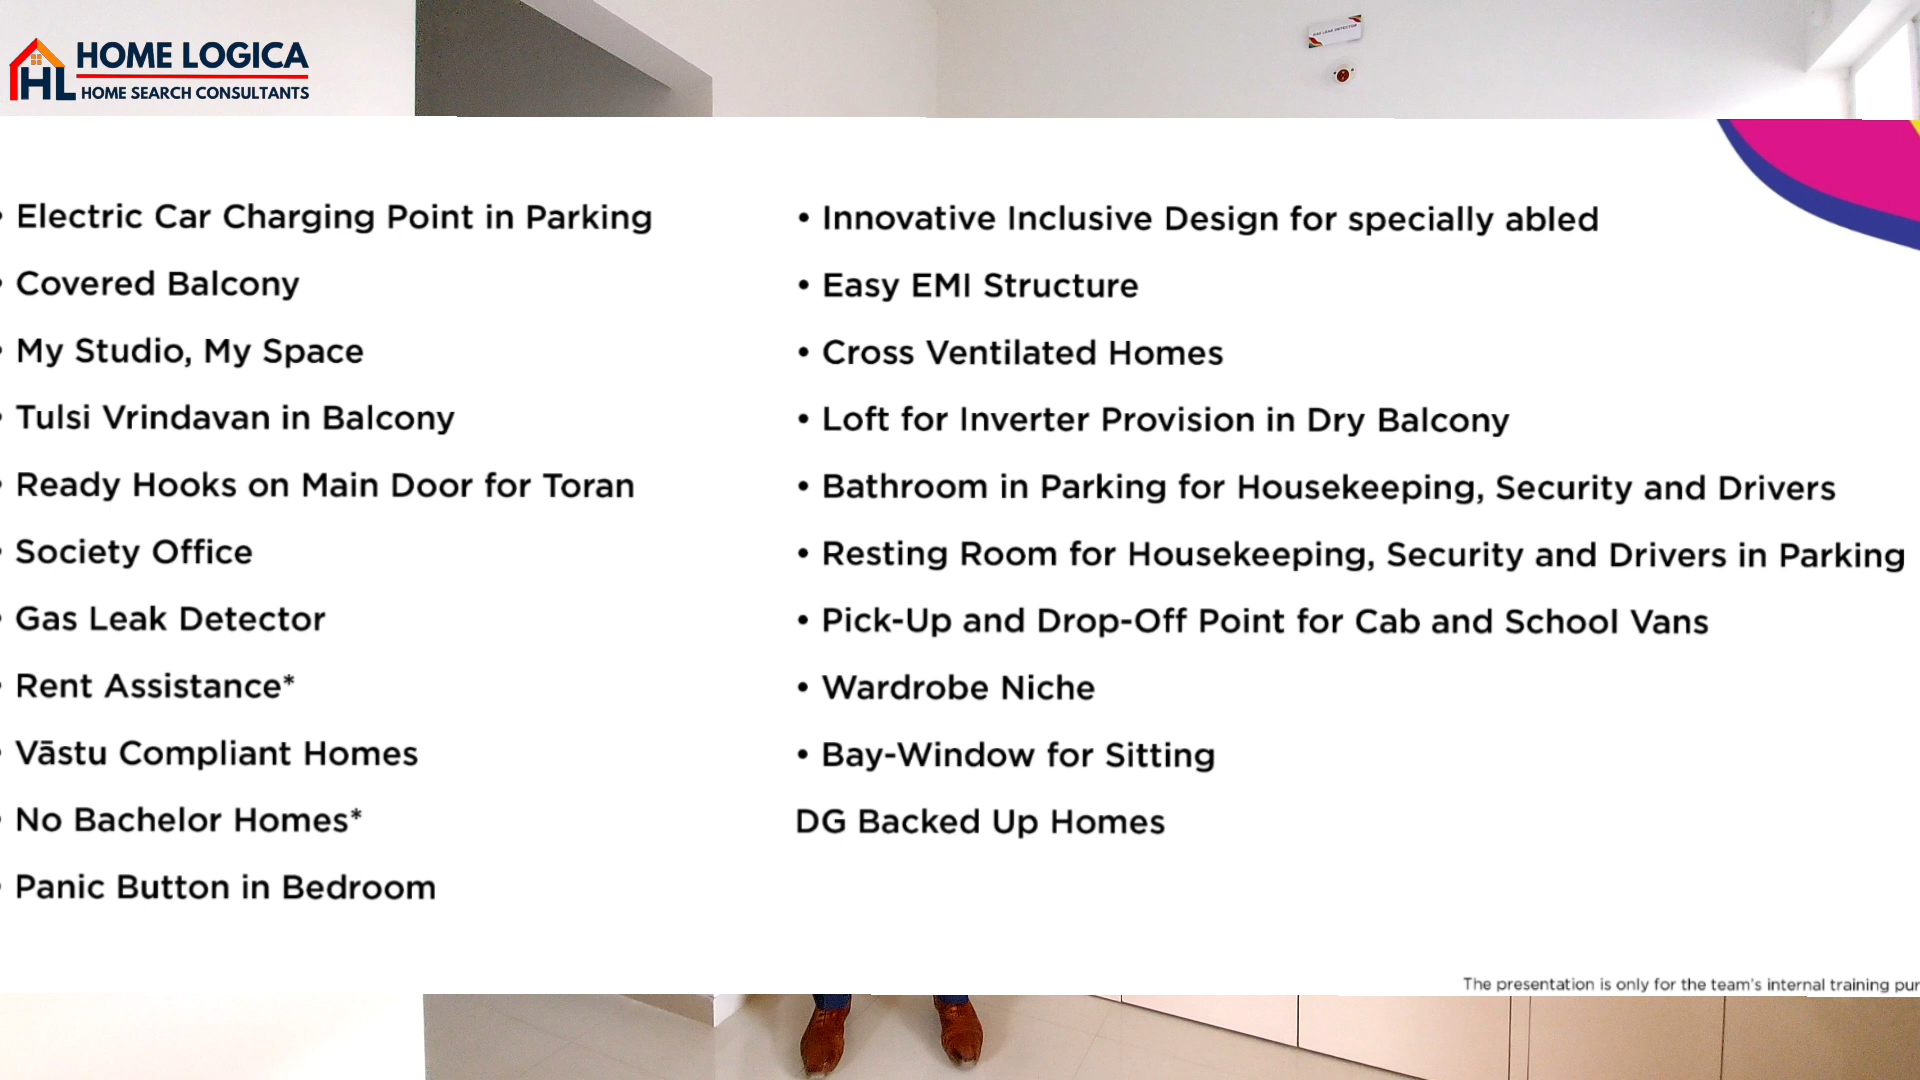 HOME LOGICA
HOME SEARCH CONSULTANTS
HL
GAS LEAK DETECTOR
• Electric Car Charging Point in Parking
• Covered Balcony
• My Studio, My Space
• Tulsi Vrindavan in Balcony
• Ready Hooks on Main Door for Toran
• Society Office
• Gas Leak Detector
• Rent Assistance*
• Vāstu Compliant Homes
• No Bachelor Homes*
• Panic Button in Bedroom
• Innovative Inclusive Design for specially abled
• Easy EMI Structure
• Cross Ventilated Homes
• Loft for Inverter Provision in Dry Balcony
• Bathroom in Parking for Housekeeping, Security and Drivers
• Resting Room for Housekeeping, Security and Drivers in Parking
• Pick-Up and Drop-Off Point for Cab and School Vans
• Wardrobe Niche
• Bay-Window for Sitting
DG Backed Up Homes
The presentation is only for the team's internal training pur